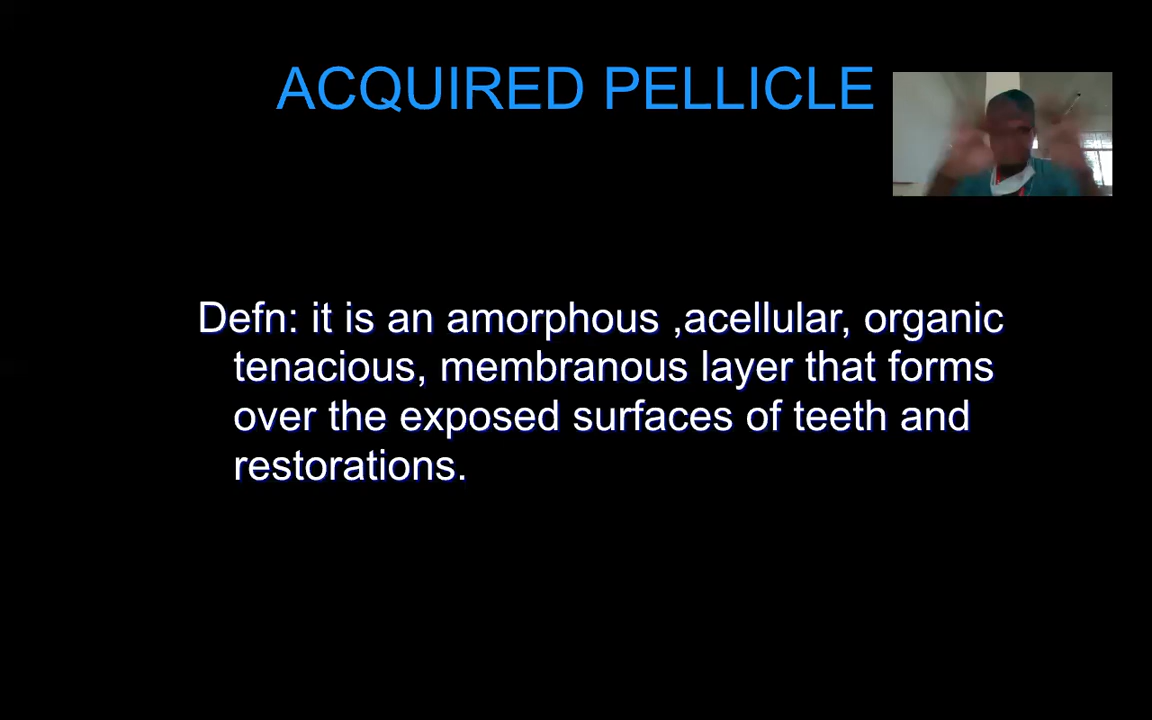 ACQUIRED PELLICLE
Defn: it is an amorphous ,acellular, organic
tenacious, membranous layer that forms
over the exposed surfaces of teeth and
restorations.